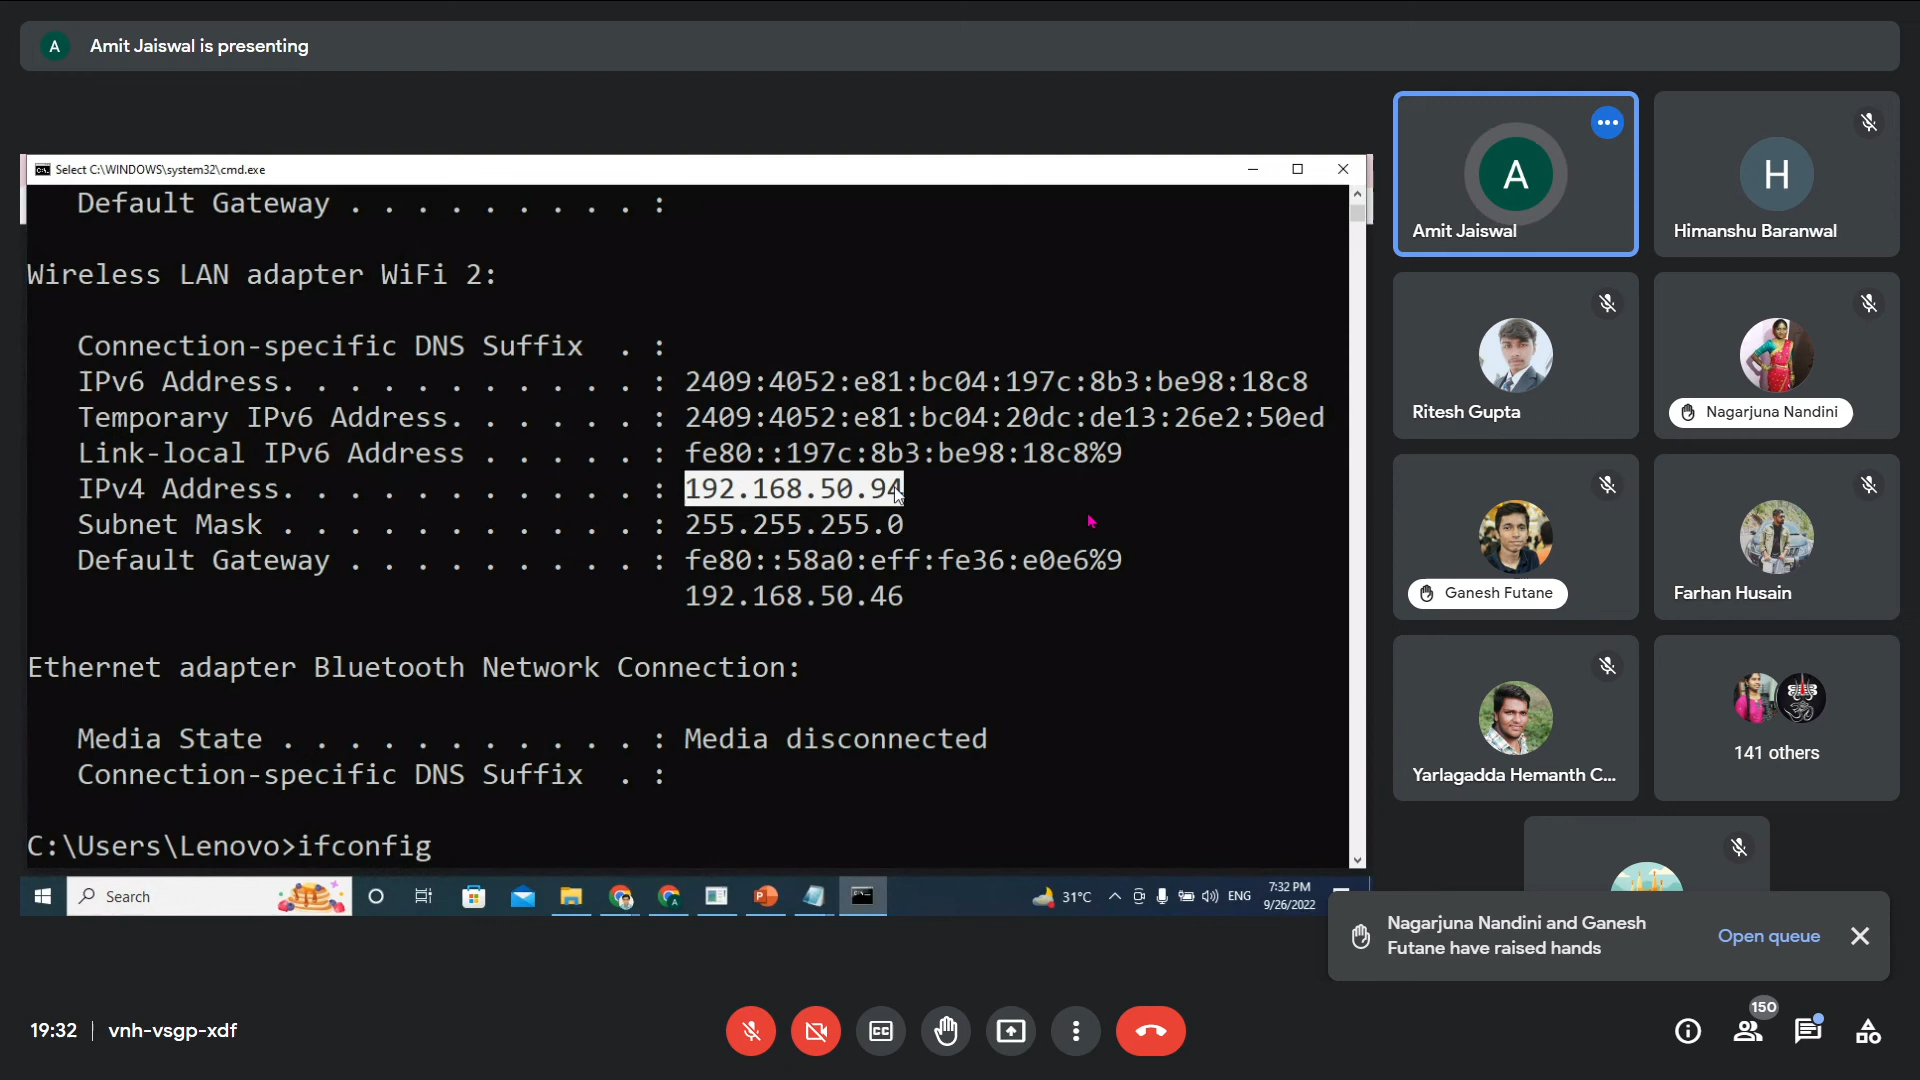 A Amit Jaiswal is presenting
Select C:\WINDOWS\system32\cmd.exe
Default Gateway . . . . . . . . . :
Wireless LAN adapter WiFi 2:
Connection-specific DNS Suffix . :
IPv6 Address. . . . . . . . . . . : 2409:4052:e81:bc04:197c:8b3:be98:18c8
Temporary IPv6 Address. . . . . . : 2409:4052:e81:bc04:20dc:de13:26e2:50ed
Link-local IPv6 Address . . . . . : fe80::197c:8b3:be98:18c8%9
IPv4 Address. . . . . . . . . . . : 192.168.50.94
Subnet Mask . . . . . . . . . . . : 255.255.255.0
Default Gateway . . . . . . . . . : fe80::58a0:eff:fe36:e0e6%9
192.168.50.46
Ethernet adapter Bluetooth Network Connection:
Media State . . . . . . . . . . . : Media disconnected
Connection-specific DNS Suffix . :
C:\Users\Lenovo>ifconfig
Search
31°C
ENG
7:32 PM
9/26/2022
A
Amit Jaiswal
H
Himanshu Baranwal
Ritesh Gupta
Nagarjuna Nandini
Ganesh Futane
Farhan Husain
Yarlagadda Hemanth C...
141 others
Nagarjuna Nandini and Ganesh
Futane have raised hands
Open queue
19:32 | vnh-vsgp-xdf
CC
150